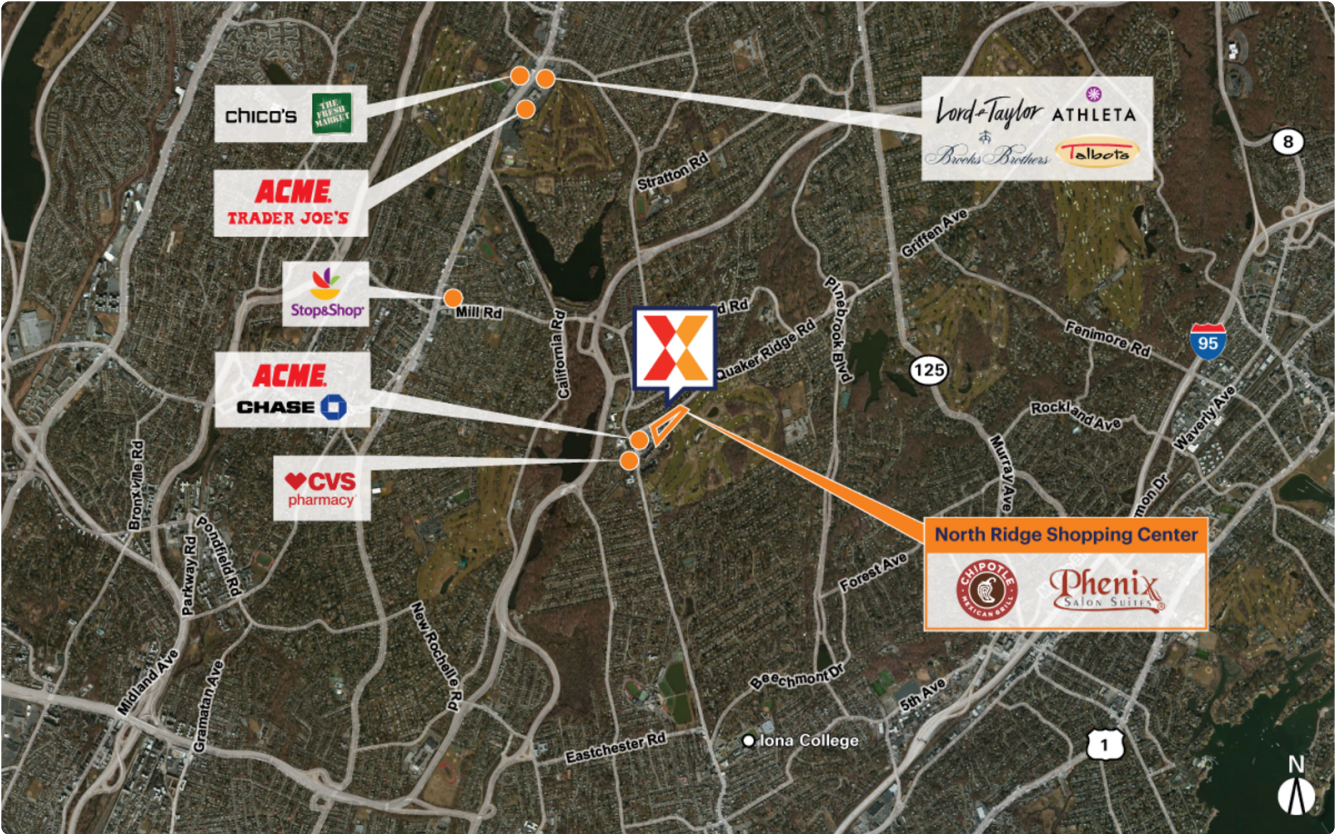 chico's
THE
FRESH
MARKET
Lord & Taylor
ATHLETA
Brooks Brothers
Talbots
8
Stratton Rd
ACME.
TRADER JOE'S
Griffen Ave
Stop&Shop
Mill Rd
d Rd
California Rd
Pinebrook Blvd
Quaker Ridge Rd
Fenimore Rd
95
125
ACME.
CHASE
Rockland Ave
Waverly Ave
Murray Ave
CVS
pharmacy
Bronxville Rd
mon Dr
Pondfield Rd
Parkway Rd
North Ridge Shopping Center
CHIPOTLE
MEXICAN GRILL
Phenix
SALON SUITES
Forest Ave
New Rochelle Rd
Midland Ave
Gramatan Ave
Beechmont Dr
5th Ave
Eastchester Rd
Iona College
1
N